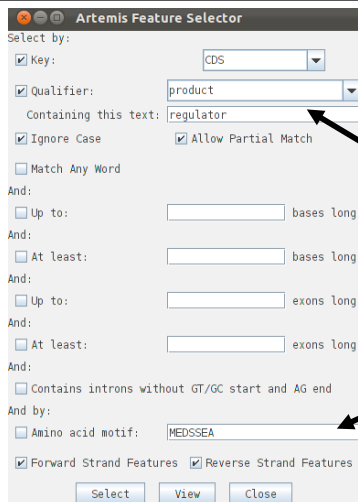 Artemis Feature Selector
Select by:
Key: CDS
Qualifier: product
Containing this text: regulator
Ignore Case Allow Partial Match
Match Any Word
And:
Up to: bases long
And:
At least: bases long
And:
Up to: exons long
And:
At least: exons long
And:
Contains introns without GT/GC start and AG end
And by:
Amino acid motif: MEDSSEA
Forward Strand Features Reverse Strand Features
Select View Close